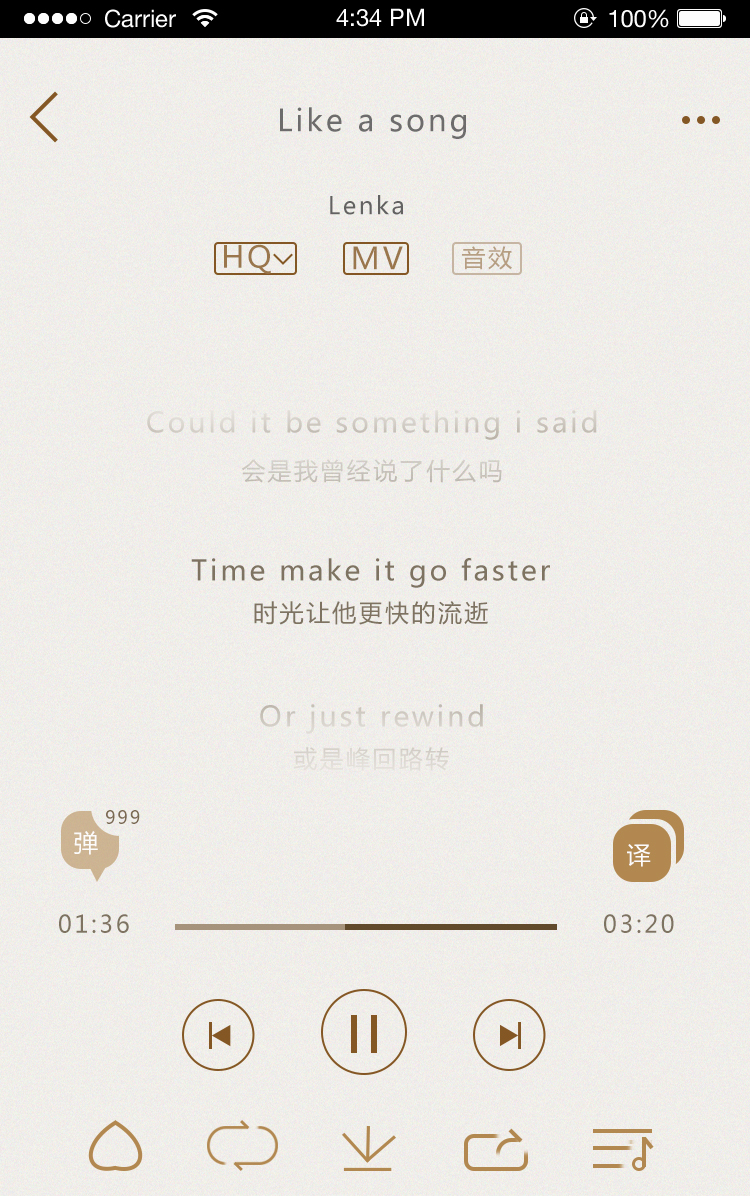 Carrier 4:34 PM 100%
Like a song
Lenka
HQ MV 音效
Could it be something i said
会是我曾经说了什么吗
Time make it go faster
时光让他更快的流逝
Or just rewind
或是峰回路转
弹 999 译
01:36 03:20